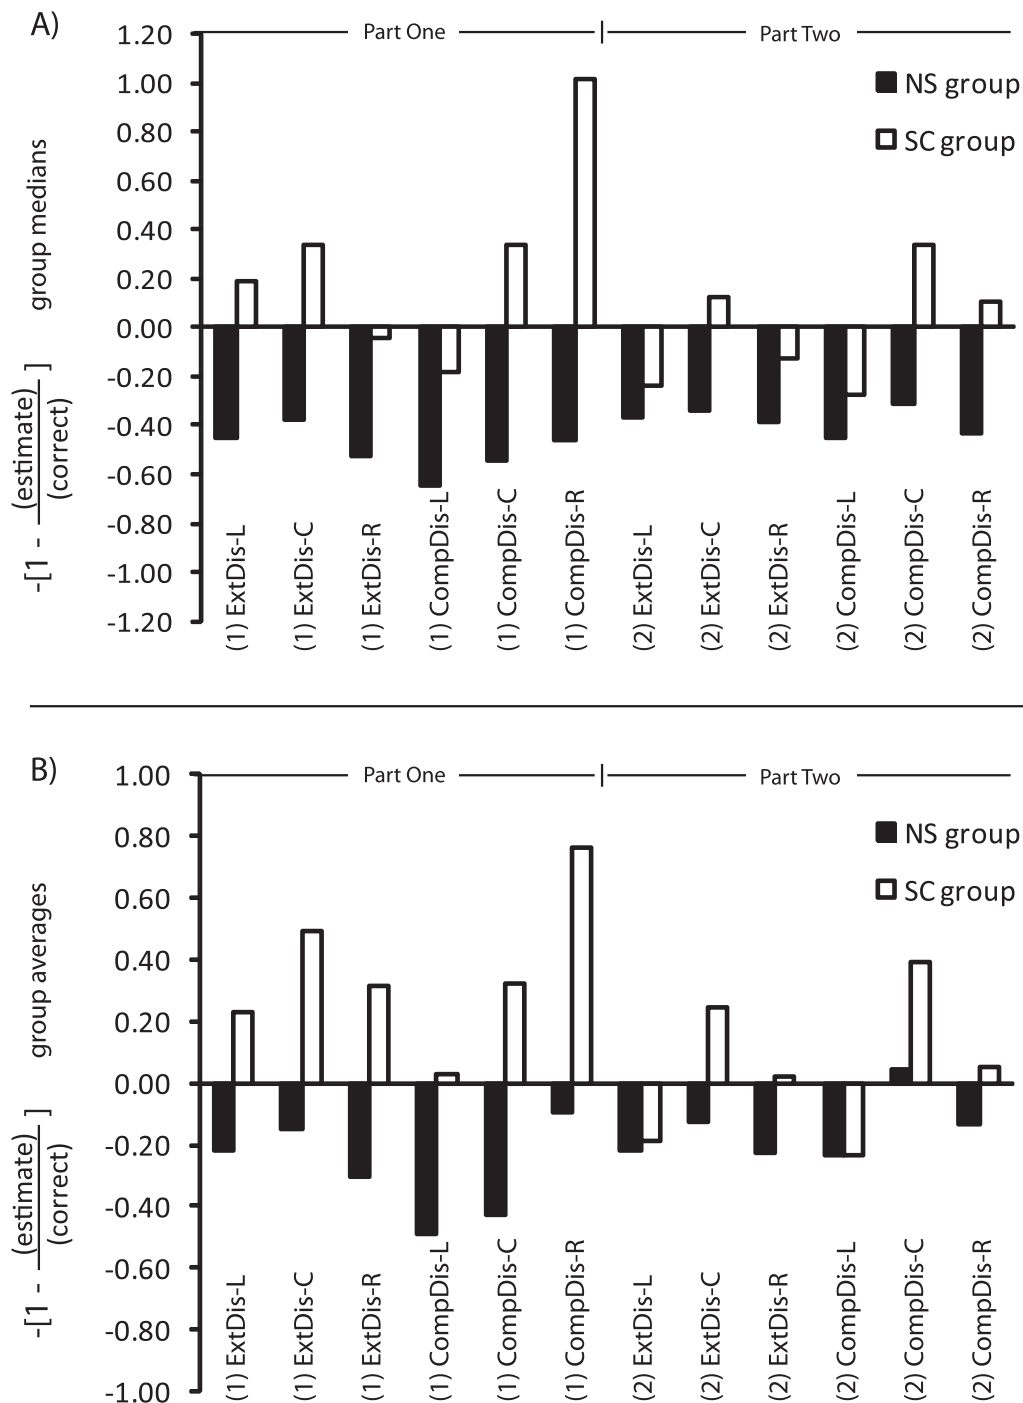 A)
Part One
Part Two
1.20
1.00
0.80
0.60
0.40
0.20
0.00
-0.20
-0.40
-0.60
-0.80
-1.00
-1.20
NS group
SC group
group medians
-[1 - (estimate) / (correct) ]
(1) ExtDis-L
(1) ExtDis-C
(1) ExtDis-R
(1) CompDis-L
(1) CompDis-C
(1) CompDis-R
(2) ExtDis-L
(2) ExtDis-C
(2) ExtDis-R
(2) CompDis-L
(2) CompDis-C
(2) CompDis-R
B)
Part One
Part Two
1.00
0.80
0.60
0.40
0.20
0.00
-0.20
-0.40
-0.60
-0.80
-1.00
NS group
SC group
group averages
-[1 - (estimate) / (correct) ]
(1) ExtDis-L
(1) ExtDis-C
(1) ExtDis-R
(1) CompDis-L
(1) CompDis-C
(1) CompDis-R
(2) ExtDis-L
(2) ExtDis-C
(2) ExtDis-R
(2) CompDis-L
(2) CompDis-C
(2) CompDis-R